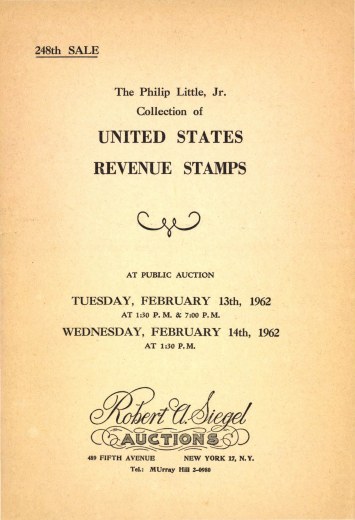 248th SALE
The Philip Little, Jr.
Collection of
UNITED STATES
REVENUE STAMPS
AT PUBLIC AUCTION
TUESDAY, FEBRUARY 13th, 1962
AT 1:30 P. M. & 7:00 P. M.
WEDNESDAY, FEBRUARY 14th, 1962
AT 1:30 P. M.
Robert A. Siegel
AUCTIONS
489 FIFTH AVENUE NEW YORK 17, N. Y.
Tel.: MUrray Hill 2-0980